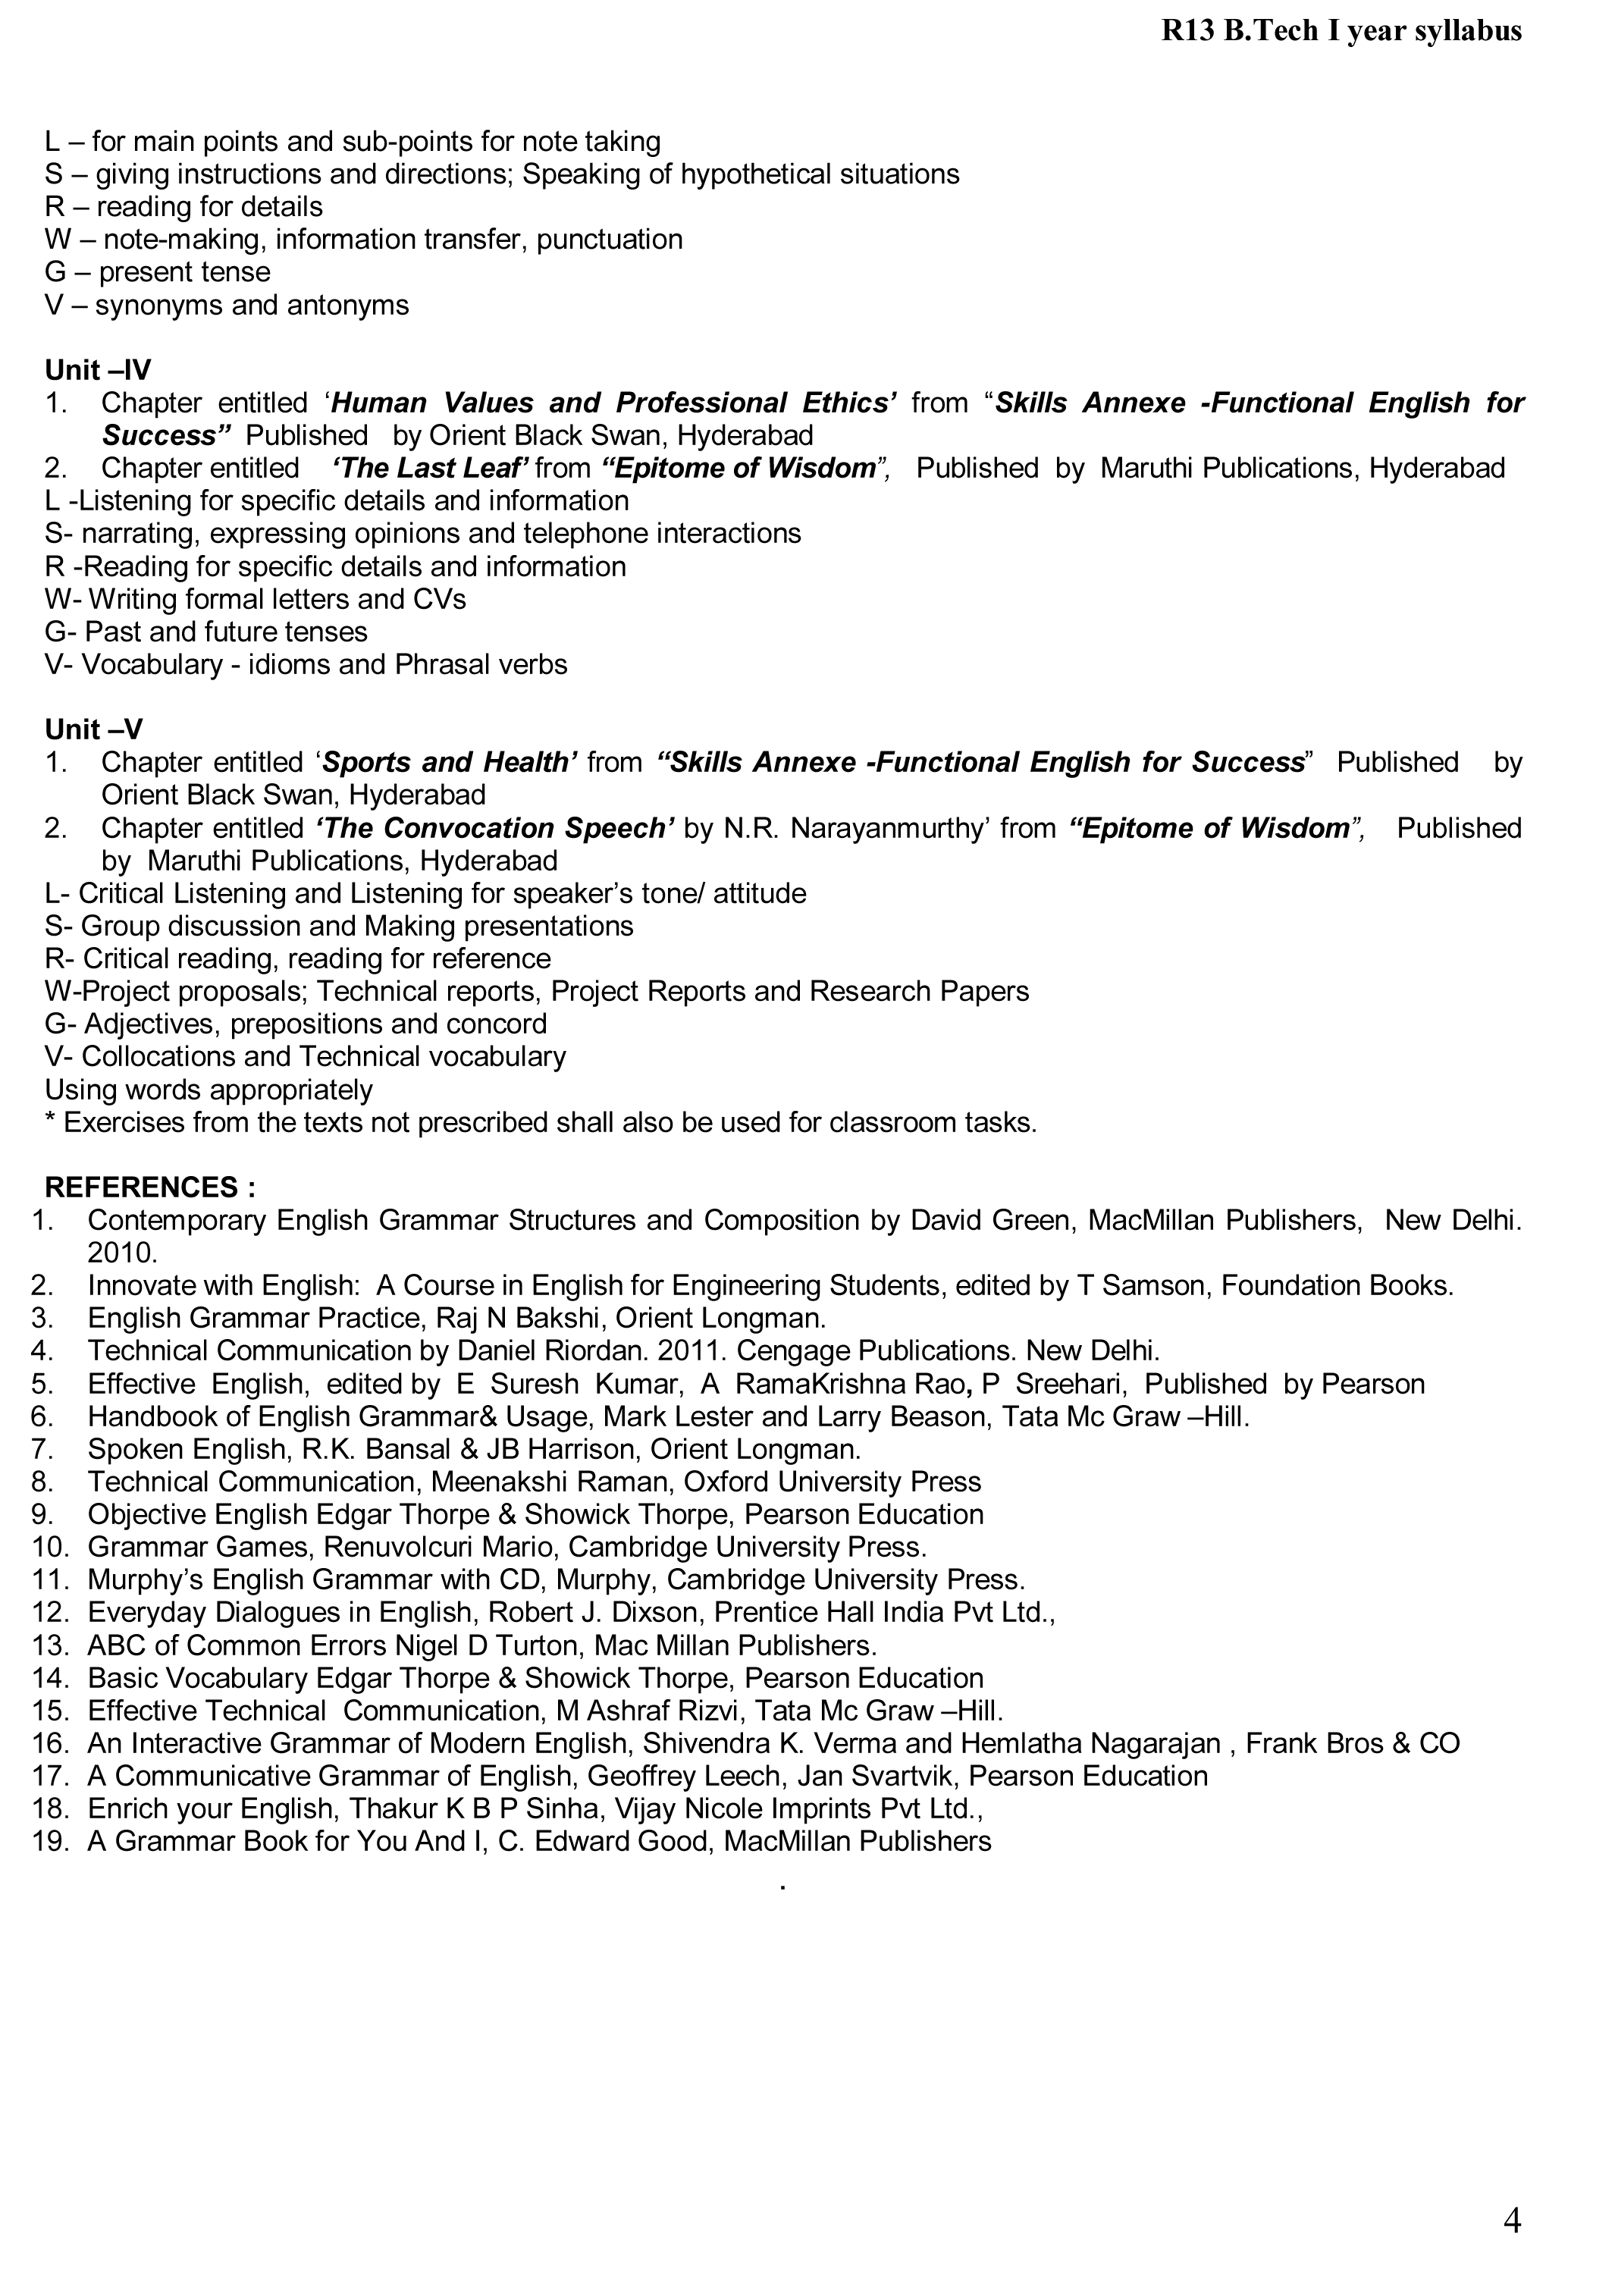 R13 B.Tech I year syllabus
L – for main points and sub-points for note taking
S – giving instructions and directions; Speaking of hypothetical situations
R – reading for details
W – note-making, information transfer, punctuation
G – present tense
V – synonyms and antonyms
Unit –IV
1. Chapter entitled ‘Human Values and Professional Ethics’ from “Skills Annexe -Functional English for
Success” Published by Orient Black Swan, Hyderabad
2. Chapter entitled ‘The Last Leaf’ from “Epitome of Wisdom”, Published by Maruthi Publications, Hyderabad
L -Listening for specific details and information
S- narrating, expressing opinions and telephone interactions
R -Reading for specific details and information
W- Writing formal letters and CVs
G- Past and future tenses
V- Vocabulary - idioms and Phrasal verbs
Unit –V
1. Chapter entitled ‘Sports and Health’ from “Skills Annexe -Functional English for Success” Published by
Orient Black Swan, Hyderabad
2. Chapter entitled ‘The Convocation Speech’ by N.R. Narayanmurthy’ from “Epitome of Wisdom”, Published
by Maruthi Publications, Hyderabad
L- Critical Listening and Listening for speaker’s tone/ attitude
S- Group discussion and Making presentations
R- Critical reading, reading for reference
W-Project proposals; Technical reports, Project Reports and Research Papers
G- Adjectives, prepositions and concord
V- Collocations and Technical vocabulary
Using words appropriately
* Exercises from the texts not prescribed shall also be used for classroom tasks.
REFERENCES :
1. Contemporary English Grammar Structures and Composition by David Green, MacMillan Publishers, New Delhi.
2010.
2. Innovate with English: A Course in English for Engineering Students, edited by T Samson, Foundation Books.
3. English Grammar Practice, Raj N Bakshi, Orient Longman.
4. Technical Communication by Daniel Riordan. 2011. Cengage Publications. New Delhi.
5. Effective English, edited by E Suresh Kumar, A RamaKrishna Rao, P Sreehari, Published by Pearson
6. Handbook of English Grammar& Usage, Mark Lester and Larry Beason, Tata Mc Graw –Hill.
7. Spoken English, R.K. Bansal & JB Harrison, Orient Longman.
8. Technical Communication, Meenakshi Raman, Oxford University Press
9. Objective English Edgar Thorpe & Showick Thorpe, Pearson Education
10. Grammar Games, Renuvolcuri Mario, Cambridge University Press.
11. Murphy’s English Grammar with CD, Murphy, Cambridge University Press.
12. Everyday Dialogues in English, Robert J. Dixson, Prentice Hall India Pvt Ltd.,
13. ABC of Common Errors Nigel D Turton, Mac Millan Publishers.
14. Basic Vocabulary Edgar Thorpe & Showick Thorpe, Pearson Education
15. Effective Technical Communication, M Ashraf Rizvi, Tata Mc Graw –Hill.
16. An Interactive Grammar of Modern English, Shivendra K. Verma and Hemlatha Nagarajan , Frank Bros & CO
17. A Communicative Grammar of English, Geoffrey Leech, Jan Svartvik, Pearson Education
18. Enrich your English, Thakur K B P Sinha, Vijay Nicole Imprints Pvt Ltd.,
19. A Grammar Book for You And I, C. Edward Good, MacMillan Publishers
.
4